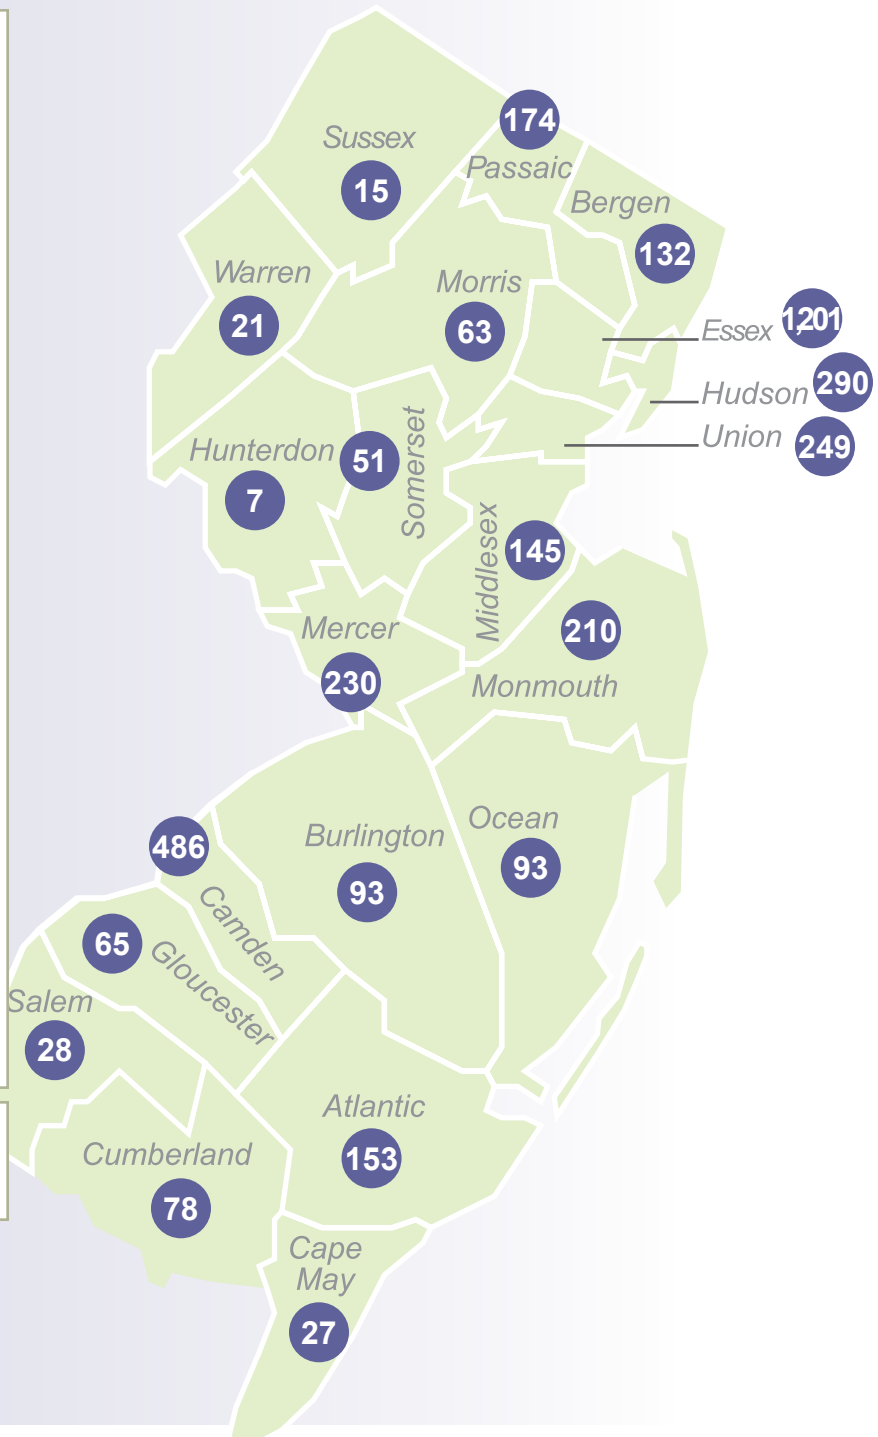 174
Sussex
Passaic
15
Bergen
132
Warren
Morris
21
63
Essex 1,201
Hudson 290
Union 249
Hunterdon
51
Somerset
7
Middlesex
145
Mercer
210
230
Monmouth
Ocean
Burlington
486
93
93
Camden
65
Gloucester
Salem
28
Atlantic
Cumberland
153
78
Cape
May
27